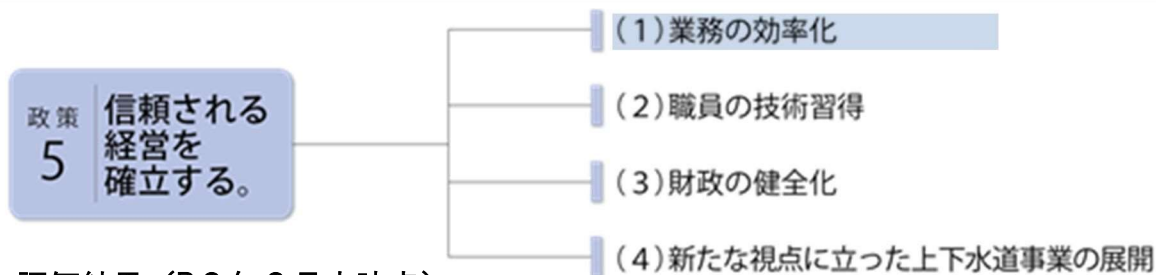 政策
5
信頼される
経営を
確立する。
(1)業務の効率化
(2)職員の技術習得
(3)財政の健全化
(4)新たな視点に立った上下水道事業の展開